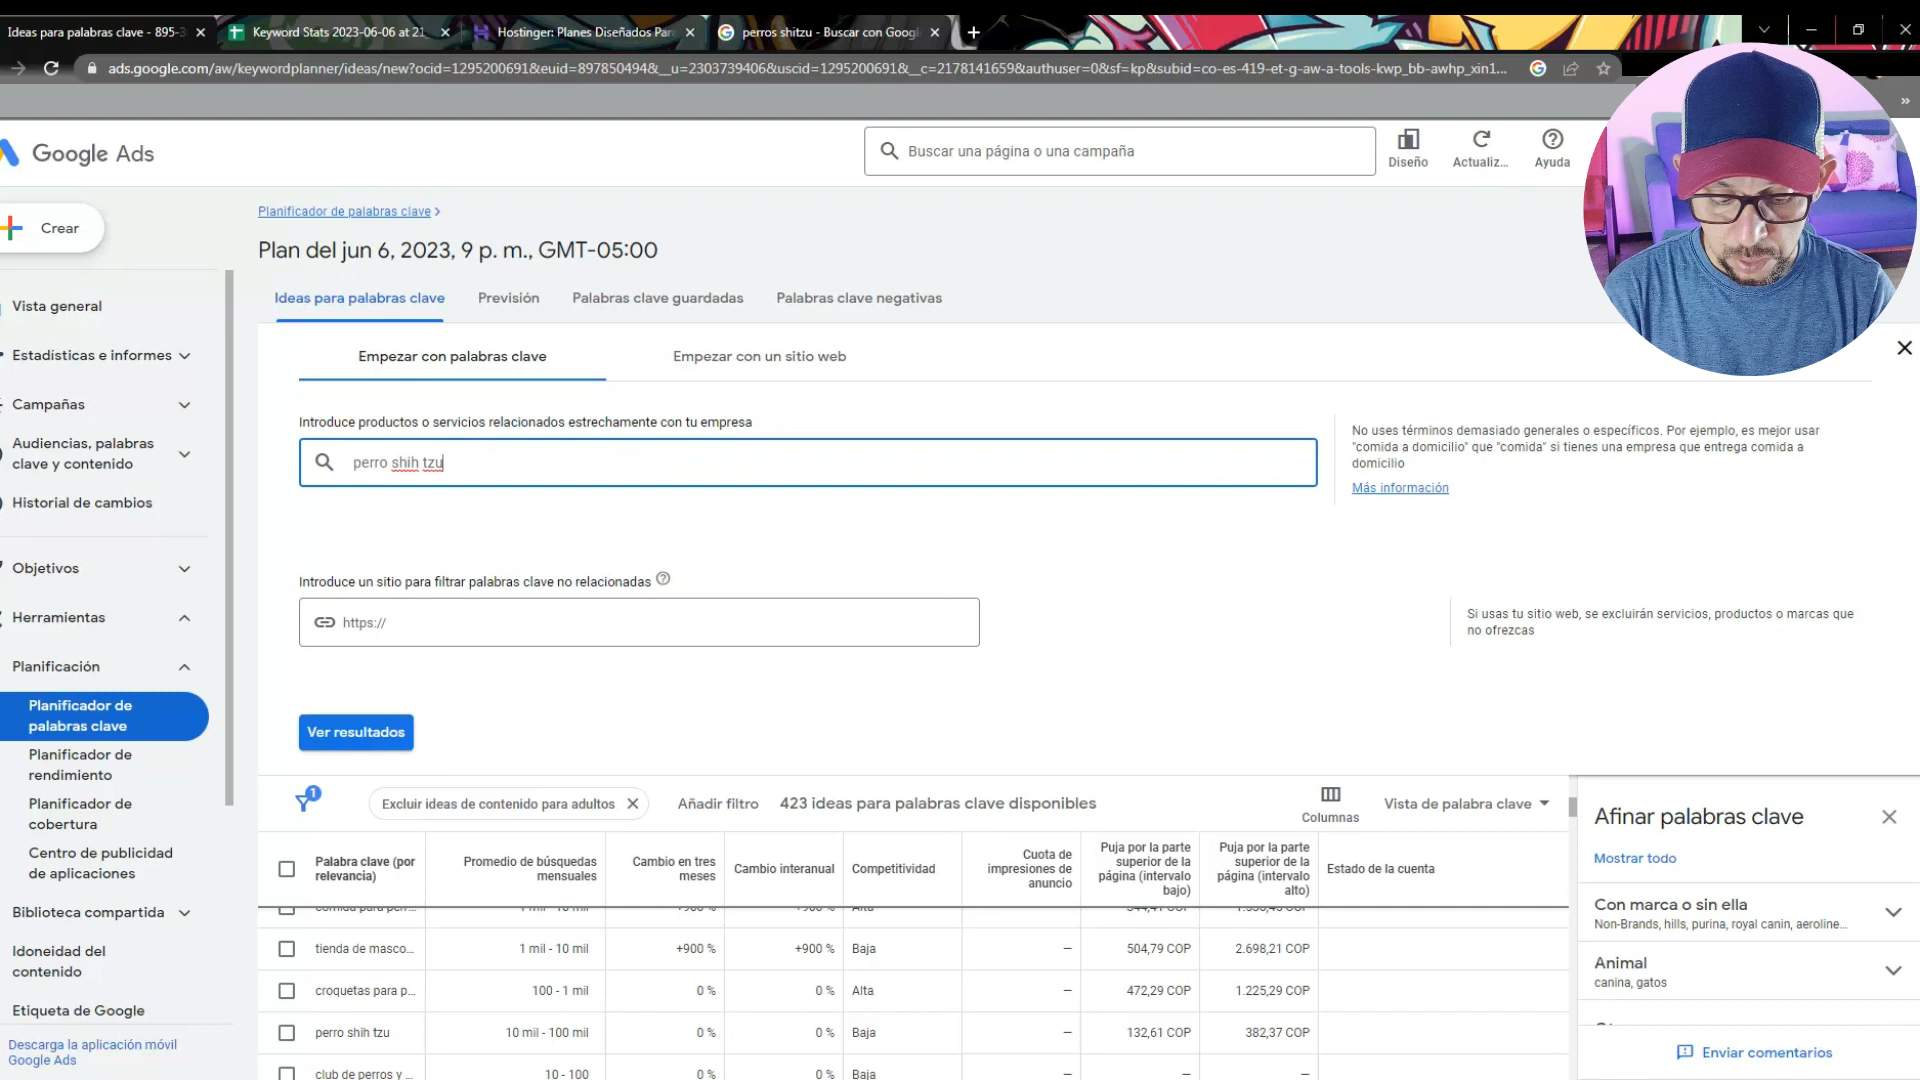 Ideas para palabras clave - 895-3
Keyword Stats 2023-06-06 at 21
Hostinger: Planes Diseñados Par
perros shitzu - Buscar con Googl
ads.google.com/aw/keywordplanner/ideas/new?ocid=1295200691&euid=897850494&__u=2303739406&uscid=1295200691&__c=2178141659&authuser=0&sf=kp&subid=co-es-419-et-g-aw-a-tools-kwp_bb-awhp_xin1...
»
Google Ads
Buscar una página o una campaña
Diseño
Actualiz...
Ayuda
Crear
Vista general
Estadísticas e informes
Campañas
Audiencias, palabras
clave y contenido
Historial de cambios
Objetivos
Herramientas
Planificación
Planificador de
palabras clave
Planificador de
rendimiento
Planificador de
cobertura
Centro de publicidad
de aplicaciones
Biblioteca compartida
Idoneidad del
contenido
Etiqueta de Google
Descarga la aplicación móvil
Google Ads
Planificador de palabras clave >
Plan del jun 6, 2023, 9 p. m., GMT-05:00
Ideas para palabras clave
Previsión
Palabras clave guardadas
Palabras clave negativas
Empezar con palabras clave
Empezar con un sitio web
Introduce productos o servicios relacionados estrechamente con tu empresa
perro shih tzu
No uses términos demasiado generales o específicos. Por ejemplo, es mejor usar
"comida a domicilio" que "comida" si tienes una empresa que entrega comida a
domicilio
Más información
Introduce un sitio para filtrar palabras clave no relacionadas
https://
Si usas tu sitio web, se excluirán servicios, productos o marcas que
no ofrezcas
Ver resultados
1
Excluir ideas de contenido para adultos
Añadir filtro
423 ideas para palabras clave disponibles
Columnas
Vista de palabra clave
Palabra clave (por
relevancia)
Promedio de búsquedas
mensuales
Cambio en tres
meses
Cambio interanual
Competitividad
Cuota de
impresiones de
anuncio
Puja por la parte
superior de la
página (intervalo
bajo)
Puja por la parte
superior de la
página (intervalo
alto)
Estado de la cuenta
tienda de masco... 1 mil - 10 mil +900 % +900 % Baja — 504,79 COP 2.698,21 COP
croquetas para p... 100 - 1 mil 0 % 0 % Alta — 472,29 COP 1.225,29 COP
perro shih tzu 10 mil - 100 mil 0 % 0 % Baja — 132,61 COP 382,37 COP
club de perros y ... 10 - 100 0 % 0 % Baja — — —
Afinar palabras clave
Mostrar todo
Con marca o sin ella
Non-Brands, hills, purina, royal canin, aeroline...
Animal
canina, gatos
Enviar comentarios